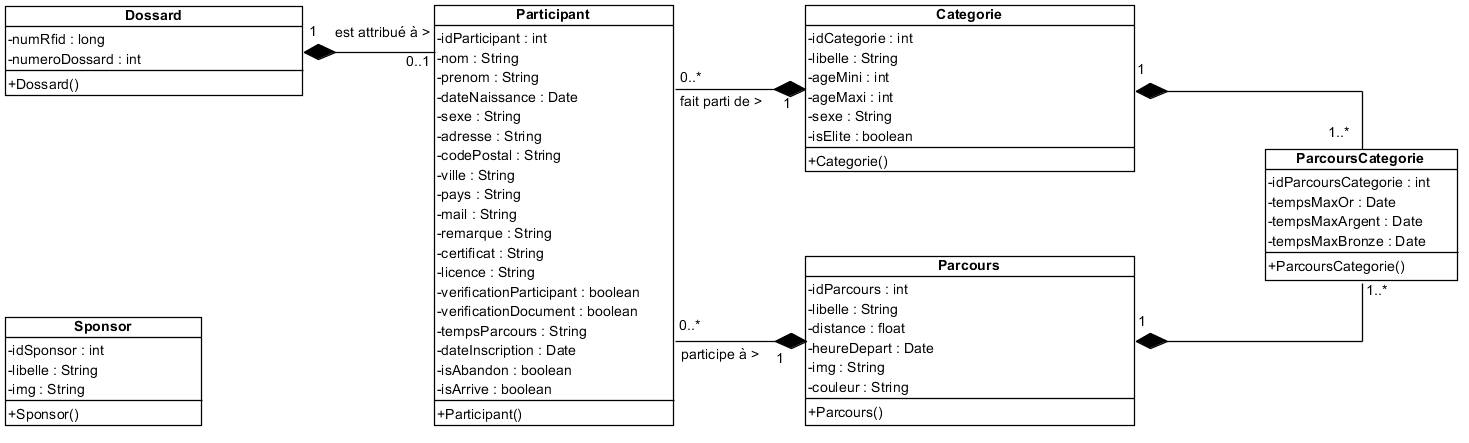 Dossard
-numRfid : long
-numeroDossard : int
+Dossard()
1
est attribué à >
0..1
Participant
-idParticipant : int
-nom : String
-prenom : String
-dateNaissance : Date
-sexe : String
-adresse : String
-codePostal : String
-ville : String
-pays : String
-mail : String
-remarque : String
-certificat : String
-licence : String
-verificationParticipant : boolean
-verificationDocument : boolean
-tempsParcours : String
-dateInscription : Date
-isAbandon : boolean
-isArrive : boolean
+Participant()
0..*
fait parti de >
1
Categorie
-idCategorie : int
-libelle : String
-ageMini : int
-ageMaxi : int
-sexe : String
-isElite : boolean
+Categorie()
1
1..*
ParcoursCategorie
-idParcoursCategorie : int
-tempsMaxOr : Date
-tempsMaxArgent : Date
-tempsMaxBronze : Date
+ParcoursCategorie()
1..*
Sponsor
-idSponsor : int
-libelle : String
-img : String
+Sponsor()
0..*
participe à >
1
Parcours
-idParcours : int
-libelle : String
-distance : float
-heureDepart : Date
-img : String
-couleur : String
+Parcours()
1